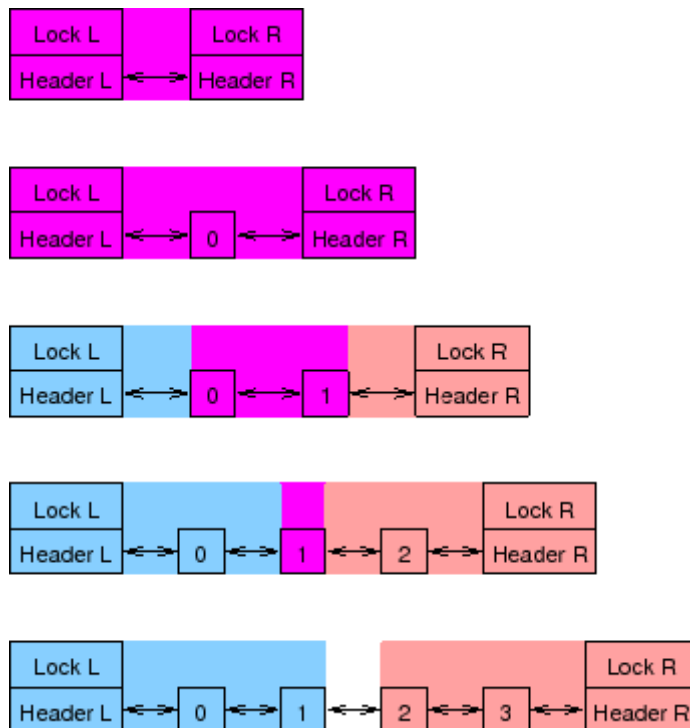 Lock L Lock R
Header L Header R
Lock L Lock R
Header L 0 Header R
Lock L Lock R
Header L 0 1 Header R
Lock L Lock R
Header L 0 1 2 Header R
Lock L Lock R
Header L 0 1 2 3 Header R